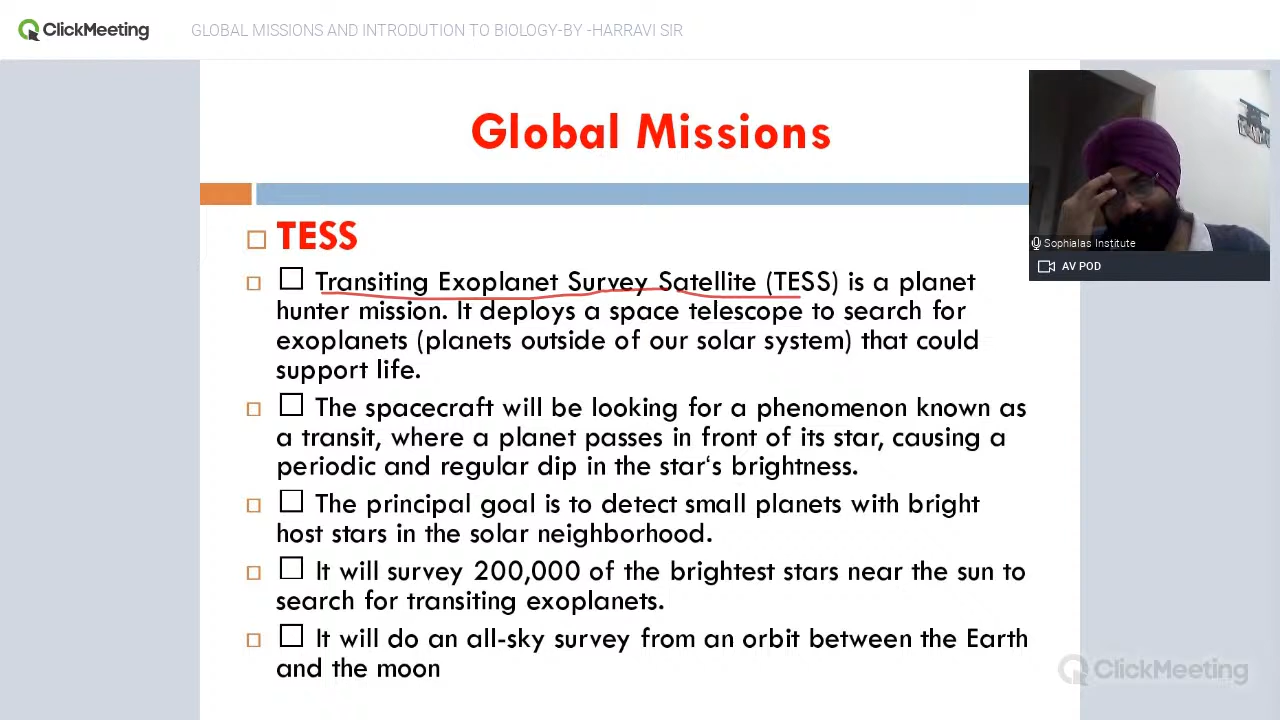 ClickMeeting
GLOBAL MISSIONS AND INTRODUTION TO BIOLOGY-BY -HARRAVI SIR
Global Missions
TESS
Transiting Exoplanet Survey Satellite (TESS) is a planet
hunter mission. It deploys a space telescope to search for
exoplanets (planets outside of our solar system) that could
support life.
The spacecraft will be looking for a phenomenon known as
a transit, where a planet passes in front of its star, causing a
periodic and regular dip in the star‘s brightness.
The principal goal is to detect small planets with bright
host stars in the solar neighborhood.
It will survey 200,000 of the brightest stars near the sun to
search for transiting exoplanets.
It will do an all-sky survey from an orbit between the Earth
and the moon
Sophialas Institute
AV POD
ClickMeeting